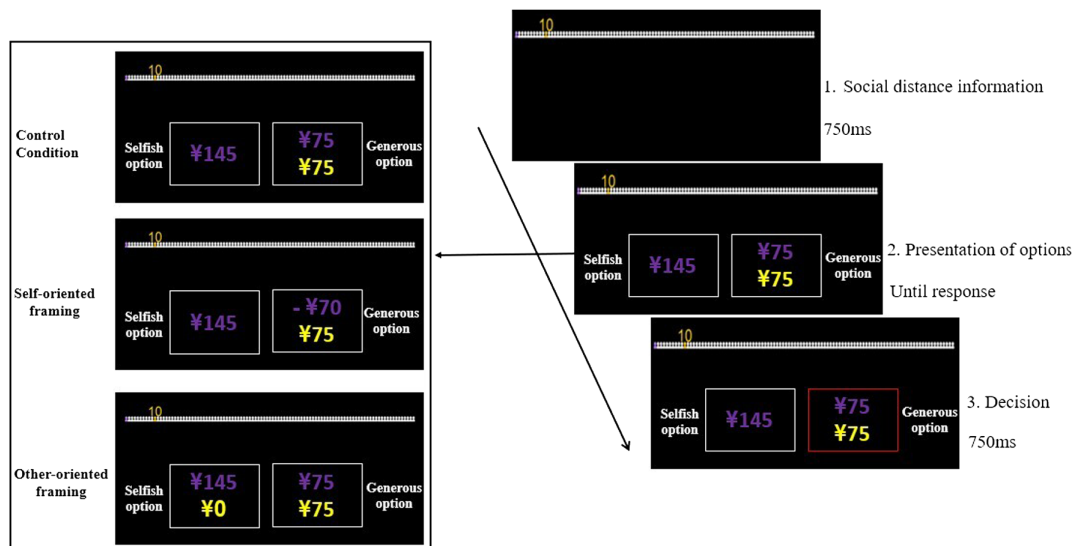 Control
Condition
10
Selfish
option
¥145
¥75
¥75
Generous
option
Self-oriented
framing
10
Selfish
option
¥145
- ¥70
¥75
Generous
option
Other-oriented
framing
10
Selfish
option
¥145
¥0
¥75
¥75
Generous
option
10
1. Social distance information
750ms
10
Selfish
option
¥145
¥75
¥75
Generous
option
2. Presentation of options
Until response
10
Selfish
option
¥145
¥75
¥75
Generous
option
3. Decision
750ms